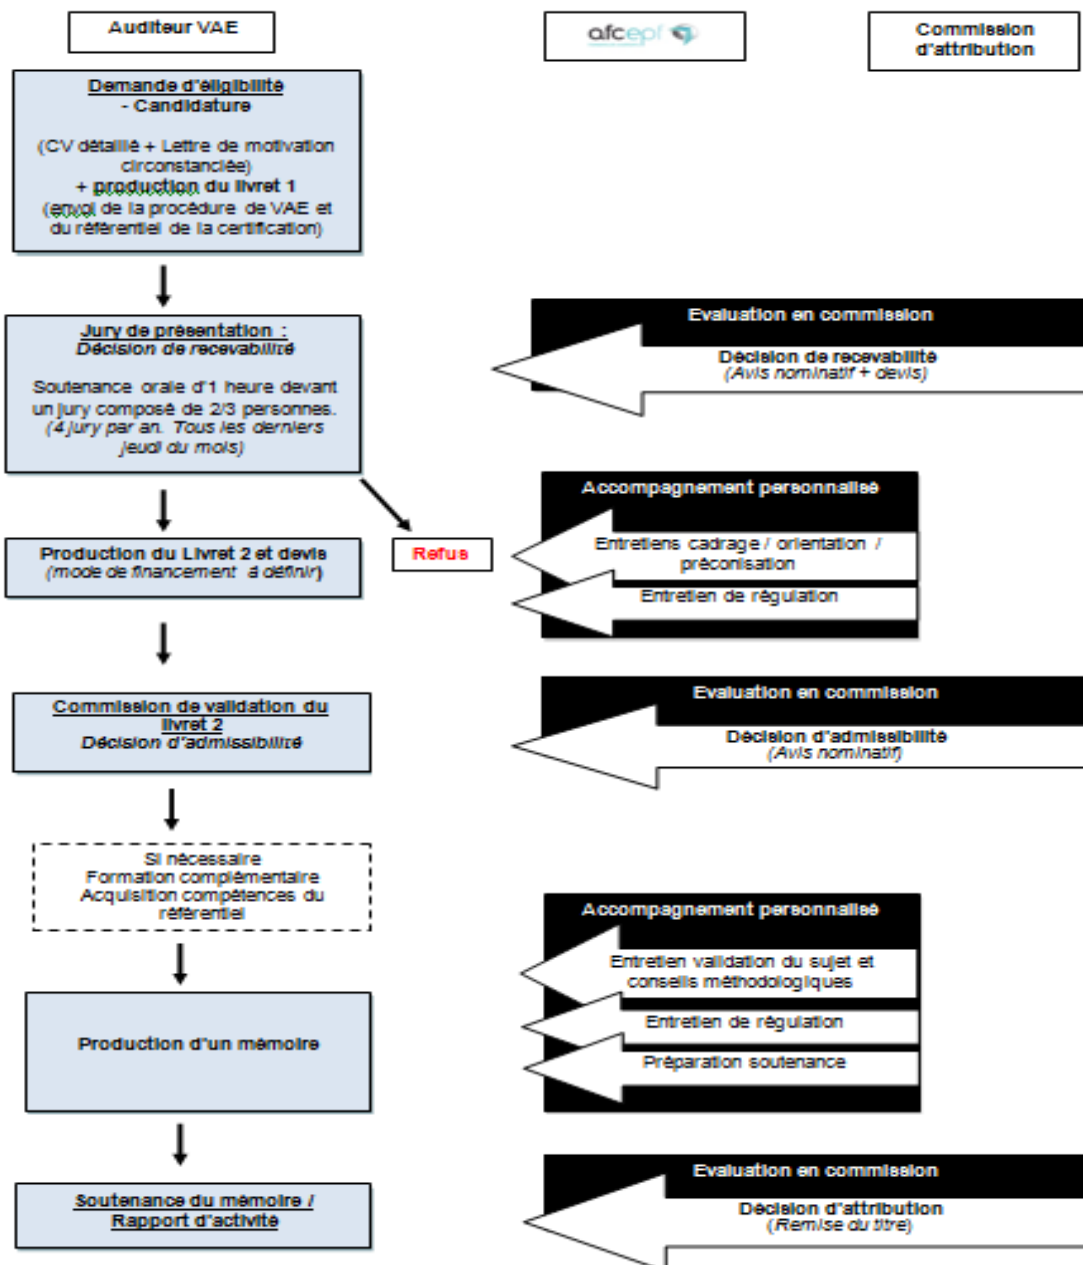 Auditeur VAE
afcepf
Commission
d'attribution
Demande d'éligibilité
- Candidature
(CV détaillé + Lettre de motivation
circonstanciée)
+ production du livret 1
(envoi de la procédure de VAE et
du référentiel de la certification)
Jury de présentation :
Décision de recevabilité
Soutenance orale d'1 heure devant
un jury composé de 2/3 personnes.
(4 jury par an. Tous les derniers
jeudi du mois)
Evaluation en commission
Décision de recevabilité
(Avis nominatif + devis)
Refus
Accompagnement personnalisé
Entretiens cadrage / orientation /
préconisation
Entretien de régulation
Production du Livret 2 et devis
(mode de financement à définir)
Commission de validation du
livret 2
Décision d'admissibilité
Evaluation en commission
Décision d'admissibilité
(Avis nominatif)
Si nécessaire
Formation complémentaire
Acquisition compétences du
référentiel
Accompagnement personnalisé
Entretien validation du sujet et
conseils méthodologiques
Entretien de régulation
Préparation soutenance
Production d'un mémoire
Soutenance du mémoire /
Rapport d'activité
Evaluation en commission
Décision d'attribution
(Remise du titre)